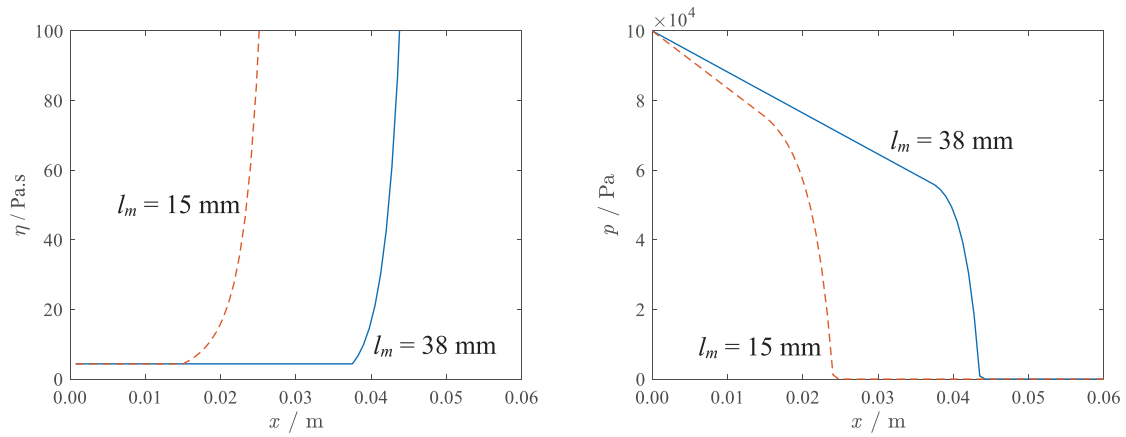 100
80
60
40
20
0
η / Pa.s
0.00 0.01 0.02 0.03 0.04 0.05 0.06
x / m
l_m = 15 mm
l_m = 38 mm
×10⁴
10
8
6
4
2
0
p / Pa
0.00 0.01 0.02 0.03 0.04 0.05 0.06
x / m
l_m = 38 mm
l_m = 15 mm